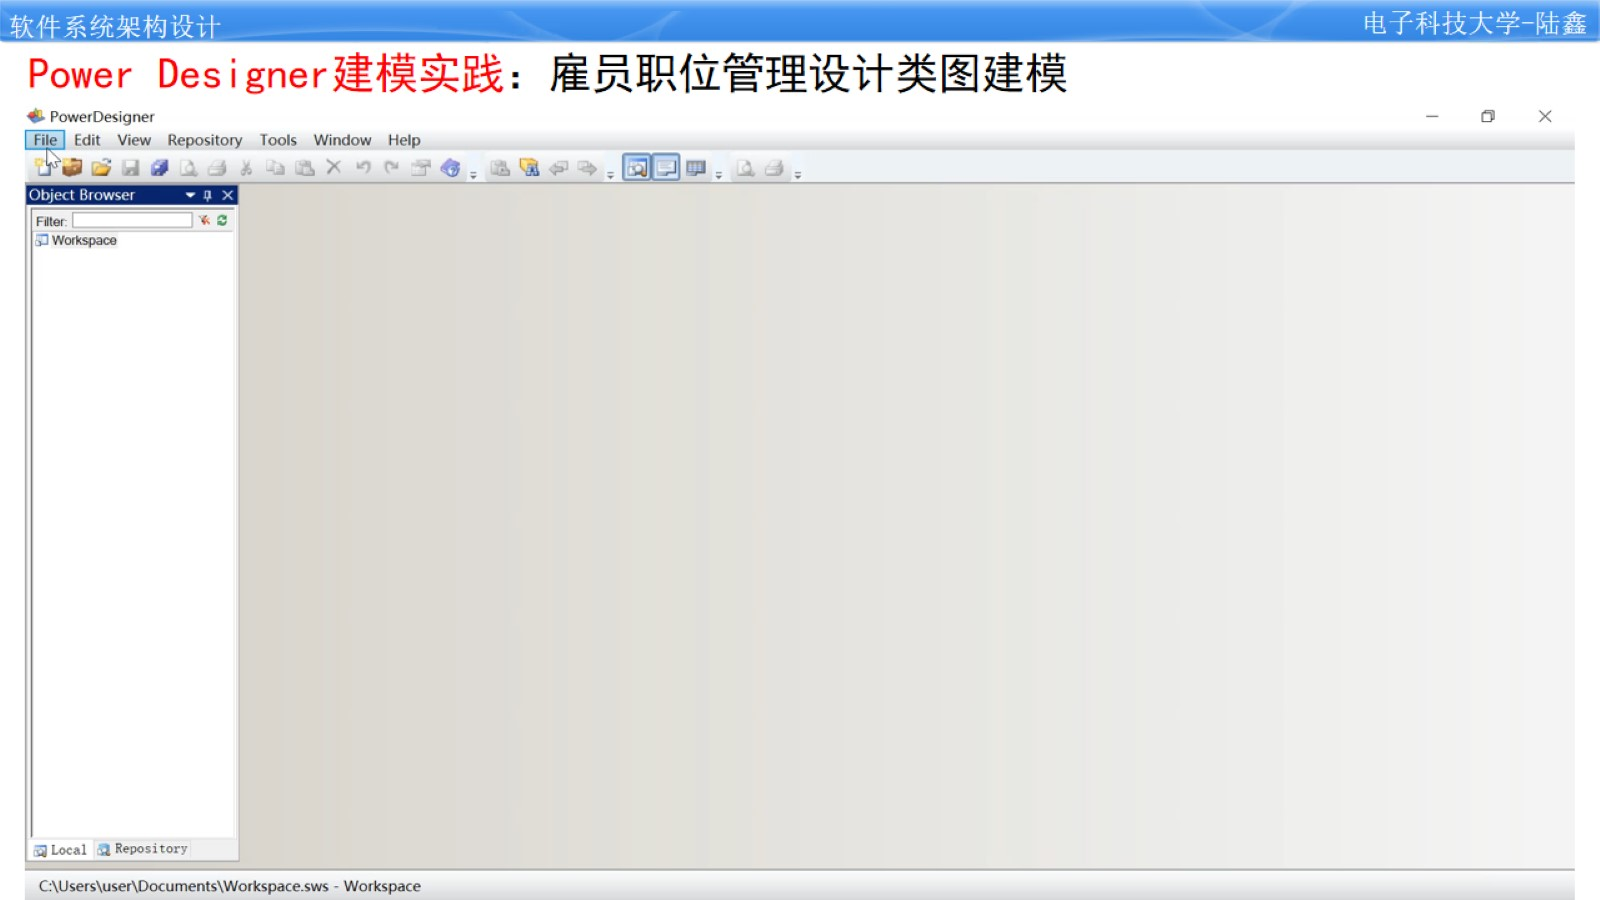 软件系统架构设计
电子科技大学-陆鑫
Power Designer建模实践：雇员职位管理设计类图建模
PowerDesigner
File Edit View Repository Tools Window Help
Object Browser
Filter:
Workspace
Local Repository
C:\Users\user\Documents\Workspace.sws - Workspace